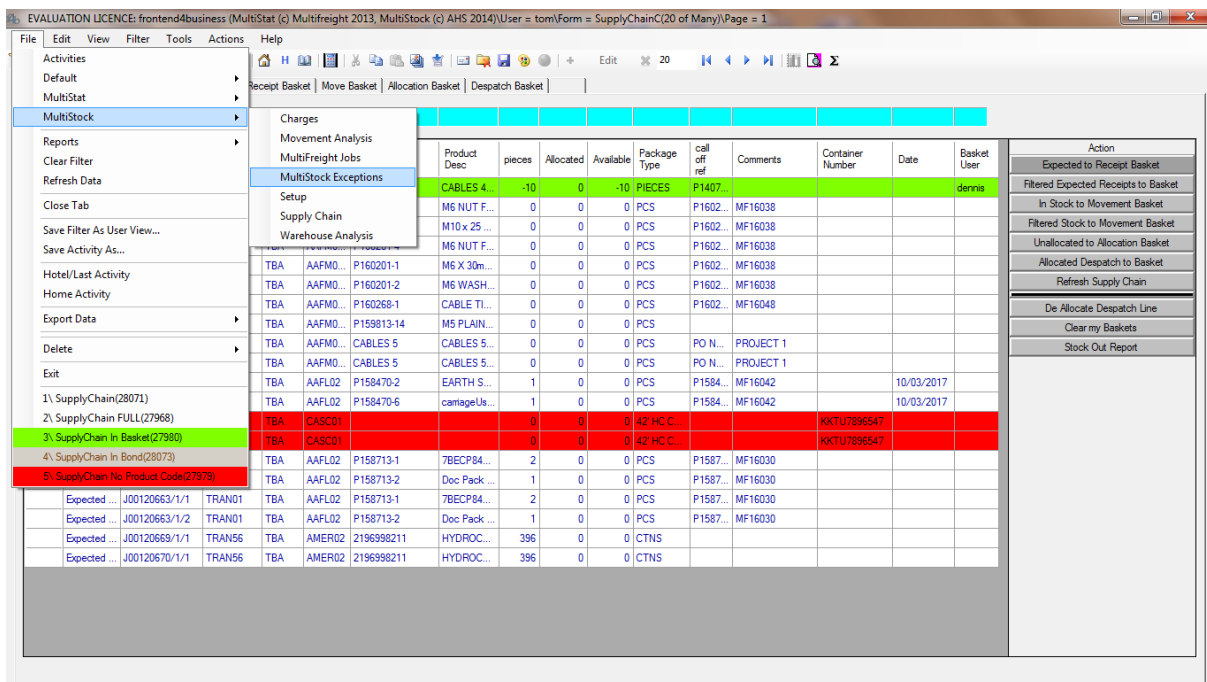 EVALUATION LICENCE: frontend4business (MultiStat (c) Multifreight 2013, MultiStock (c) AHS 2014)\User = tom\Form = SupplyChainC(20 of Many)\Page = 1
File Edit View Filter Tools Actions Help
H Edit 20 Σ
Receipt Basket Move Basket Allocation Basket Despatch Basket
Activities
Default
MultiStat
MultiStock
Reports
Clear Filter
Refresh Data
Close Tab
Save Filter As User View...
Save Activity As...
Hotel/Last Activity
Home Activity
Export Data
Delete
Exit
1\ SupplyChain(28071)
2\ SupplyChain FULL(27968)
3\ SupplyChain In Basket(27980)
4\ SupplyChain In Bond(28073)
5\ SupplyChain No Product Code(27979)
Charges
Movement Analysis
MultiFreight Jobs
MultiStock Exceptions
Setup
Supply Chain
Warehouse Analysis
Product Desc pieces Allocated Available Package Type call off ref Comments Container Number Date Basket User
CABLES 4... -10 0 -10 PIECES P1407... dennis
M6 NUT F... 0 0 0 PCS P1602... MF16038
M10 x 25 ... 0 0 0 PCS P1602... MF16038
M6 NUT F... 0 0 0 PCS P1602... MF16038
TBA AAFM0... P160201-1 M6 X 30m... 0 0 0 PCS P1602... MF16038
TBA AAFM0... P160201-2 M6 WASH... 0 0 0 PCS P1602... MF16038
TBA AAFM0... P160268-1 CABLE TI... 0 0 0 PCS P1602... MF16048
TBA AAFM0... P159813-14 M5 PLAIN... 0 0 0 PCS
TBA AAFM0... CABLES 5 CABLES 5... 0 0 0 PCS PO N... PROJECT 1
TBA AAFM0... CABLES 5 CABLES 5... 0 0 0 PCS PO N... PROJECT 1
TBA AAFL02 P158470-2 EARTH S... 1 0 0 PCS P1584... MF16042 10/03/2017
TBA AAFL02 P158470-6 carriageUs... 1 0 0 PCS P1584... MF16042 10/03/2017
TBA CASC01 0 0 0 42' HC C... KKTU7896547
TBA CASC01 0 0 0 42' HC C... KKTU7896547
TBA AAFL02 P158713-1 7BECP84... 2 0 0 PCS P1587... MF16030
TBA AAFL02 P158713-2 Doc Pack ... 1 0 0 PCS P1587... MF16030
Expected ... J00120663/1/1 TRAN01 TBA AAFL02 P158713-1 7BECP84... 2 0 0 PCS P1587... MF16030
Expected ... J00120663/1/2 TRAN01 TBA AAFL02 P158713-2 Doc Pack ... 1 0 0 PCS P1587... MF16030
Expected ... J00120669/1/1 TRAN56 TBA AMER02 2196998211 HYDROC... 396 0 0 CTNS
Expected ... J00120670/1/1 TRAN56 TBA AMER02 2196998211 HYDROC... 396 0 0 CTNS
Action
Expected to Receipt Basket
Filtered Expected Receipts to Basket
In Stock to Movement Basket
Filtered Stock to Movement Basket
Unallocated to Allocation Basket
Allocated Despatch to Basket
Refresh Supply Chain
De Allocate Despatch Line
Clear my Baskets
Stock Out Report